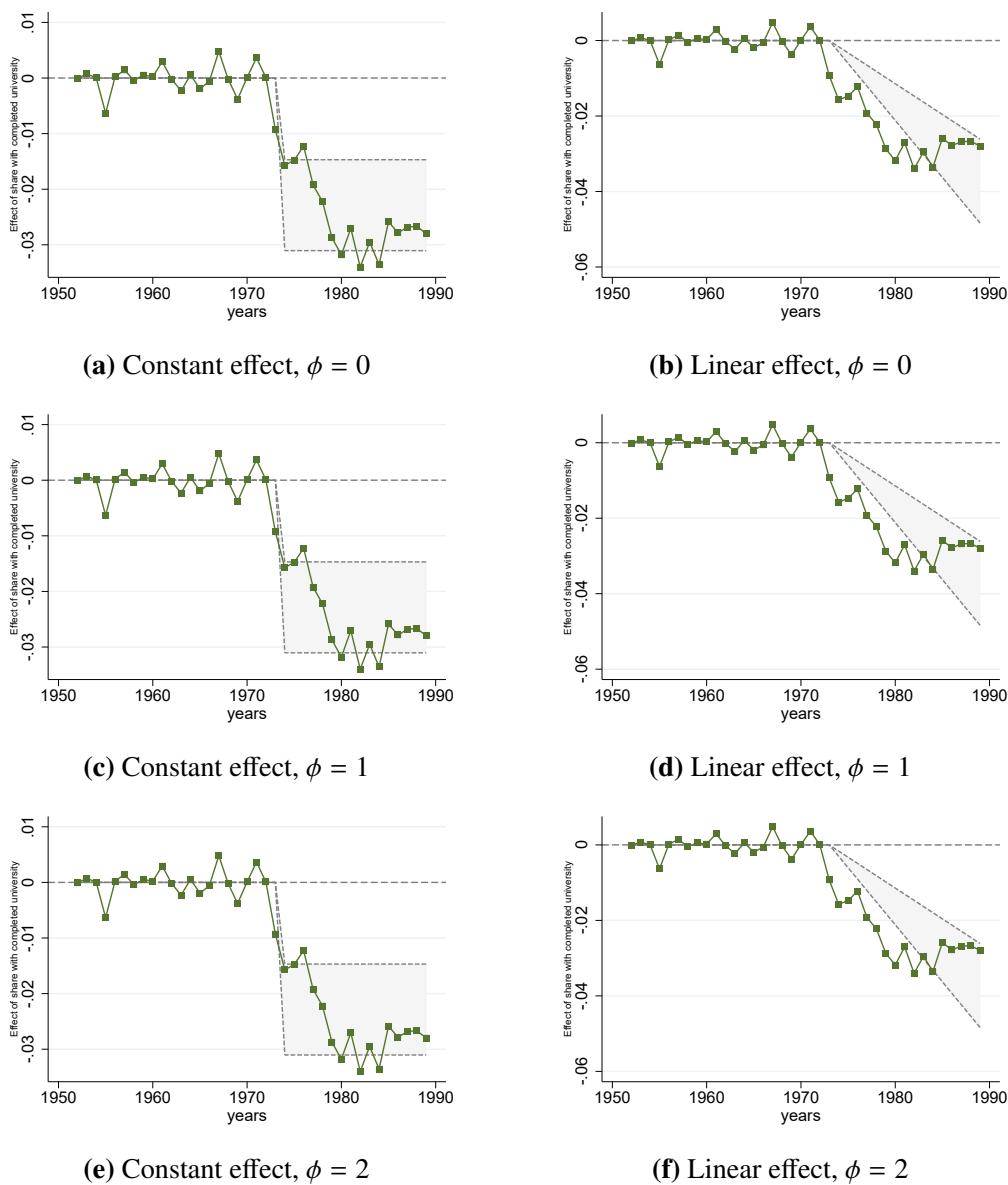 .01
0
-.01
-.02
-.03
Effect of share with completed university
1950 1960 1970 1980 1990
years
(a) Constant effect, ϕ = 0
0
-.02
-.04
-.06
Effect of share with completed university
1950 1960 1970 1980 1990
years
(b) Linear effect, ϕ = 0
.01
0
-.01
-.02
-.03
Effect of share with completed university
1950 1960 1970 1980 1990
years
(c) Constant effect, ϕ = 1
0
-.02
-.04
-.06
Effect of share with completed university
1950 1960 1970 1980 1990
years
(d) Linear effect, ϕ = 1
.01
0
-.01
-.02
-.03
Effect of share with completed university
1950 1960 1970 1980 1990
years
(e) Constant effect, ϕ = 2
0
-.02
-.04
-.06
Effect of share with completed university
1950 1960 1970 1980 1990
years
(f) Linear effect, ϕ = 2